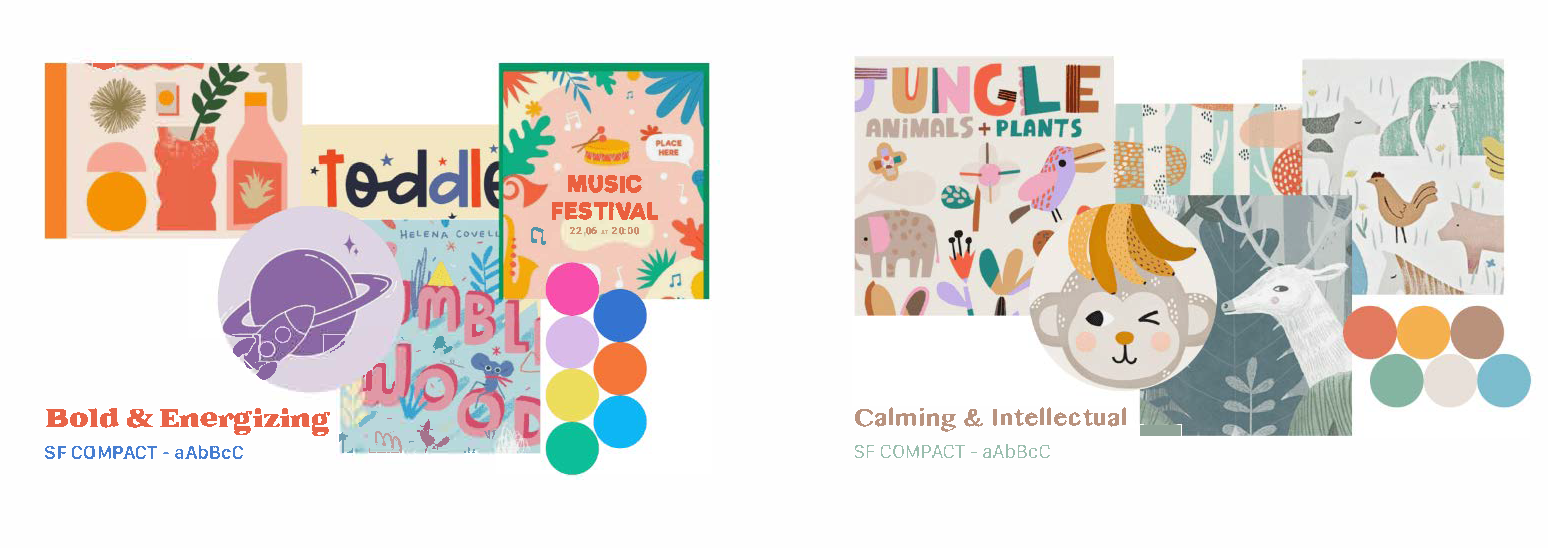 toddle
HELENA COVELL
MBL
WOOD
m
PLACE
HERE
MUSIC
FESTIVAL
22.06 AT 20:00
Bold & Energizing
SF COMPACT - aAbBcC
JUNGLE
ANiMALS + PLANTS
Calming & Intellectual
SF COMPACT - aAbBcC